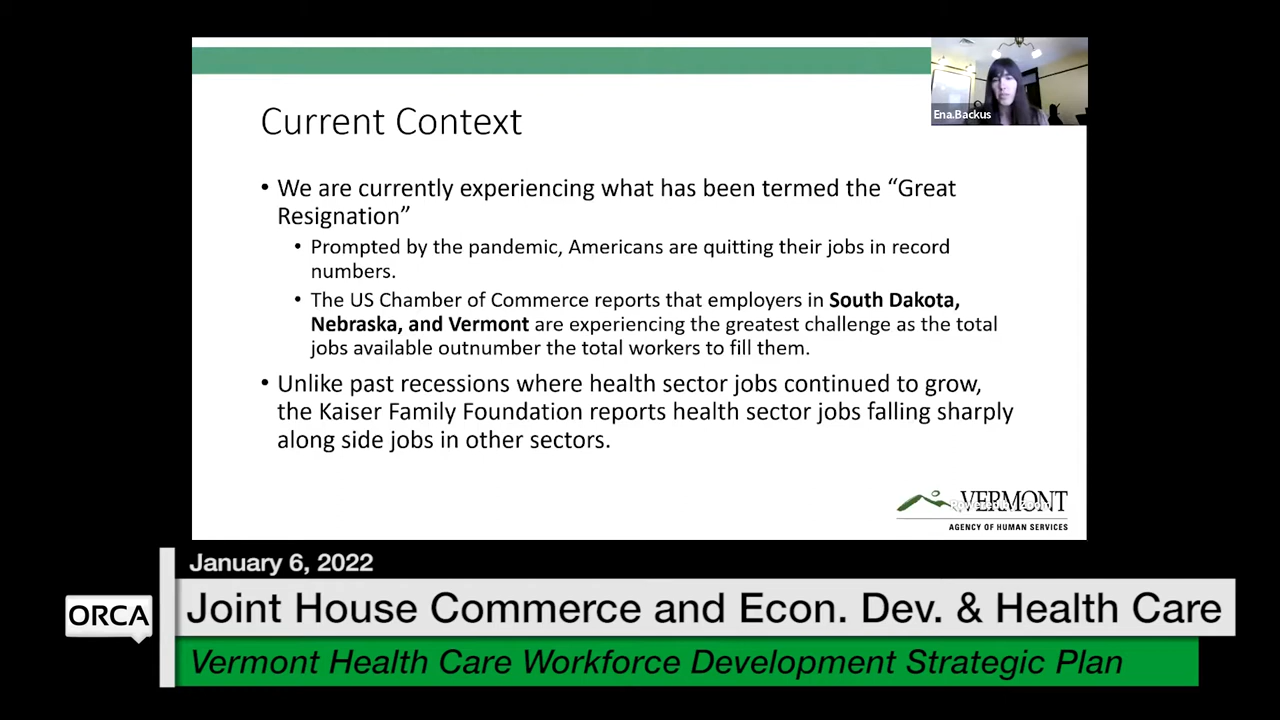 Ena.Backus
Current Context
• We are currently experiencing what has been termed the “Great
Resignation”
• Prompted by the pandemic, Americans are quitting their jobs in record
numbers.
• The US Chamber of Commerce reports that employers in South Dakota,
Nebraska, and Vermont are experiencing the greatest challenge as the total
jobs available outnumber the total workers to fill them.
• Unlike past recessions where health sector jobs continued to grow,
the Kaiser Family Foundation reports health sector jobs falling sharply
along side jobs in other sectors.
VERMONT
AGENCY OF HUMAN SERVICES
January 6, 2022
ORCA
Joint House Commerce and Econ. Dev. & Health Care
Vermont Health Care Workforce Development Strategic Plan